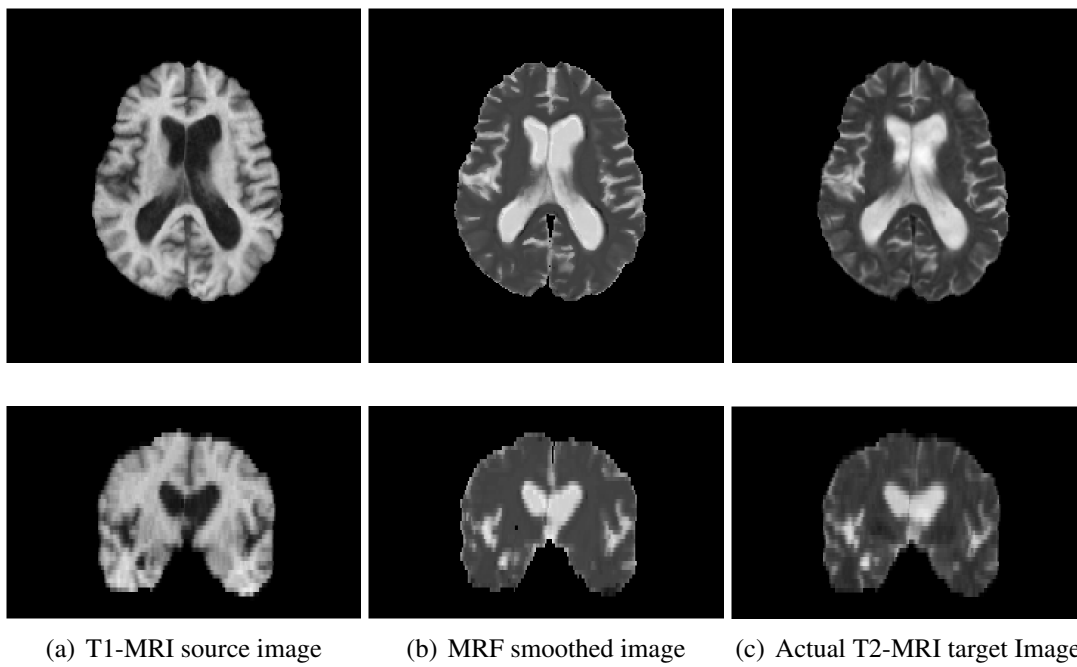 (a) T1-MRI source image
(b) MRF smoothed image
(c) Actual T2-MRI target Image